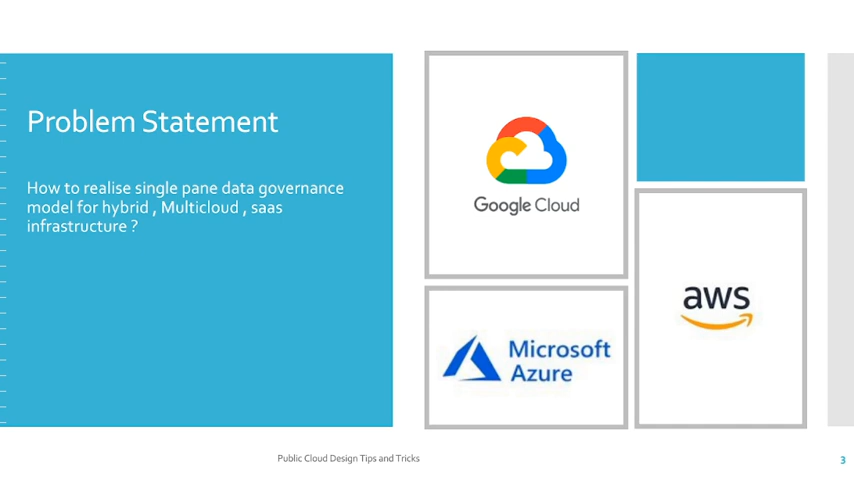 Problem Statement
How to realise single pane data governance
model for hybrid , Multicloud , saas
infrastructure ?
Google Cloud
aws
Microsoft
Azure
Public Cloud Design Tips and Tricks
3